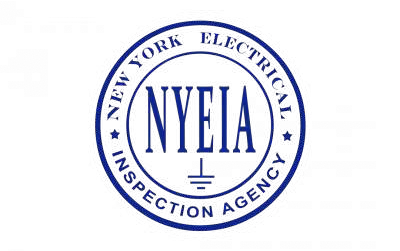 NEW YORK ELECTRICAL
NYEIA
INSPECTION AGENCY